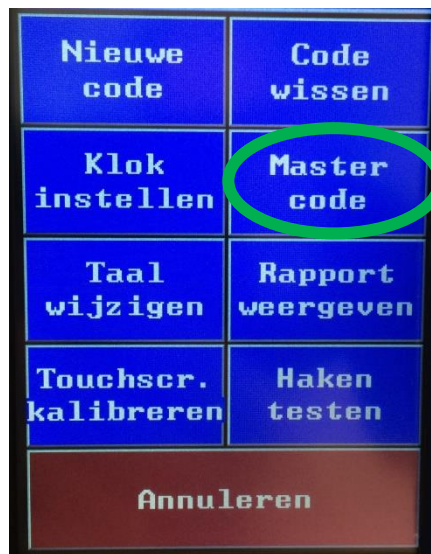 Nieuwe
code
Code
wissen
Klok
instellen
Master
code
Taal
wijzigen
Rapport
weergeven
Touchscr.
kalibreren
Haken
testen
Annuleren